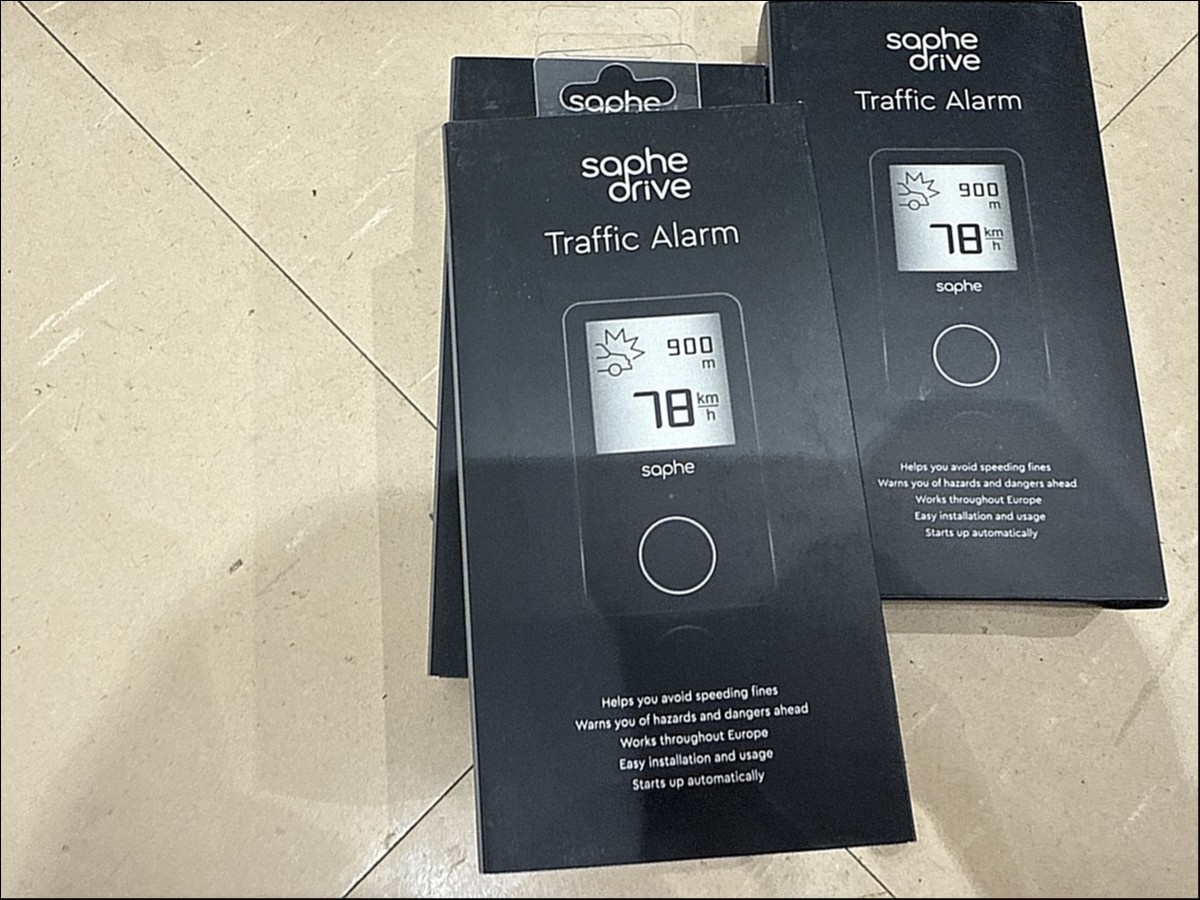 saphe
saphe
drive
Traffic Alarm
900
m
78 km
h
saphe
Helps you avoid speeding fines
Warns you of hazards and dangers ahead
Works throughout Europe
Easy installation and usage
Starts up automatically
saphe
drive
Traffic Alarm
900
m
78 km
h
saphe
Helps you avoid speeding fines
Warns you of hazards and dangers ahead
Works throughout Europe
Easy installation and usage
Starts up automatically